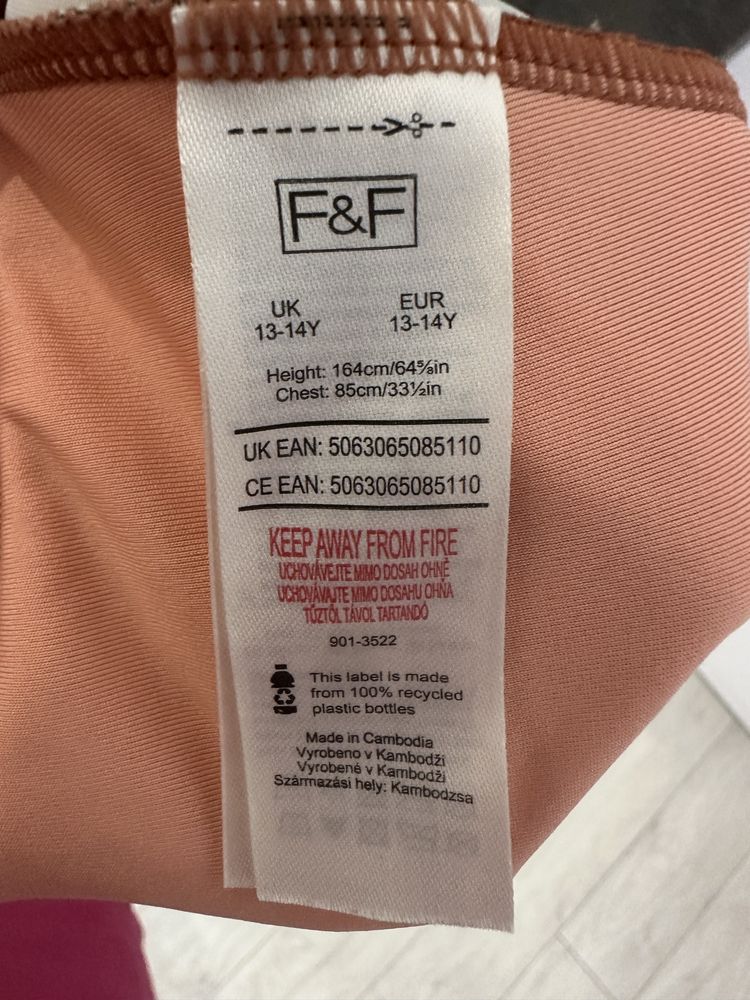 F&F
UK EUR
13-14Y 13-14Y
Height: 164cm/64⅝in
Chest: 85cm/33½in
UK EAN: 5063065085110
CE EAN: 5063065085110
KEEP AWAY FROM FIRE
UCHOVÁVEJTE MIMO DOSAH OHNĚ
UCHOVÁVAJTE MIMO DOSAHU OHŇA
TŰZTŐL TÁVOL TARTANDÓ
901-3522
This label is made
from 100% recycled
plastic bottles
Made in Cambodia
Vyrobeno v Kambodži
Vyrobené v Kambodži
Származási hely: Kambodzsa